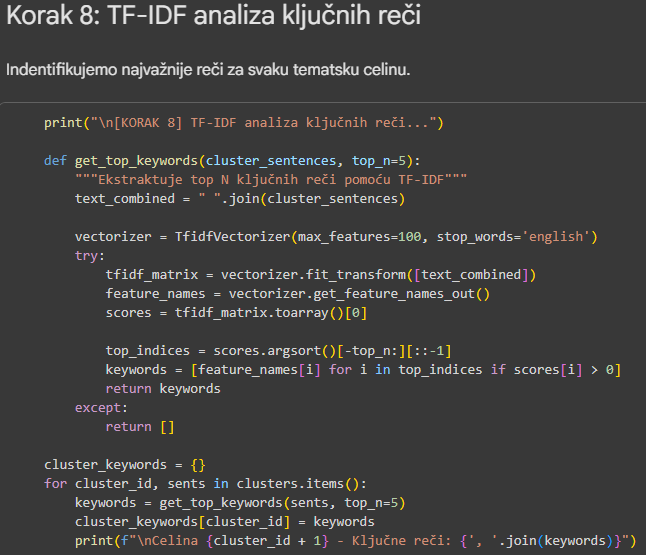 Korak 8: TF-IDF analiza ključnih reči
Indentifikujemo najvažnije reči za svaku tematsku celinu.
print("\n[KORAK 8] TF-IDF analiza ključnih reči...")
def get_top_keywords(cluster_sentences, top_n=5):
    """Ekstraktuje top N ključnih reči pomoću TF-IDF"""
    text_combined = " ".join(cluster_sentences)
    vectorizer = TfidfVectorizer(max_features=100, stop_words='english')
    try:
        tfidf_matrix = vectorizer.fit_transform([text_combined])
        feature_names = vectorizer.get_feature_names_out()
        scores = tfidf_matrix.toarray()[0]
        top_indices = scores.argsort()[-top_n:][::-1]
        keywords = [feature_names[i] for i in top_indices if scores[i] > 0]
        return keywords
    except:
        return []
cluster_keywords = {}
for cluster_id, sents in clusters.items():
    keywords = get_top_keywords(sents, top_n=5)
    cluster_keywords[cluster_id] = keywords
    print(f"\nCelina {cluster_id + 1} - Ključne reči: {', '.join(keywords)}")